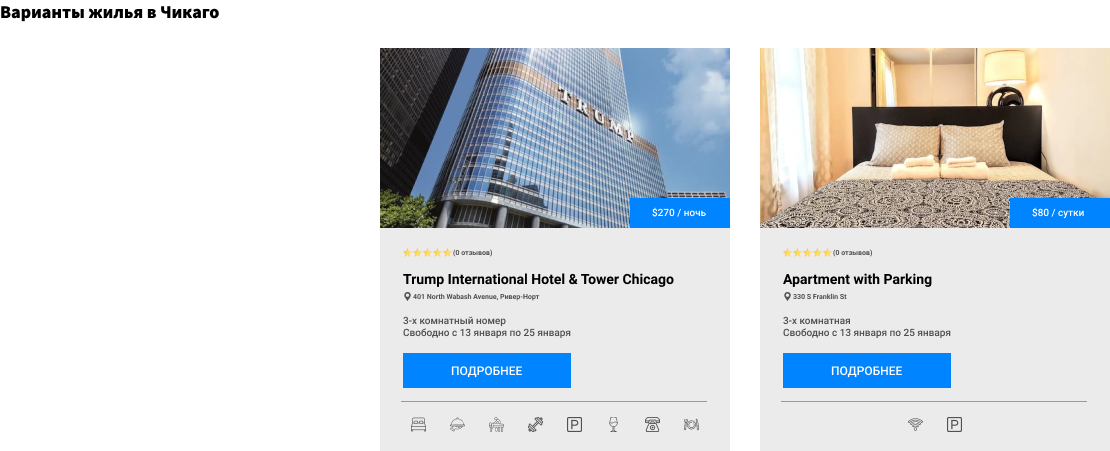 Варианты жилья в Чикаго
TRUMP
$270 / ночь
(0 отзывов)
Trump International Hotel & Tower Chicago
401 North Wabash Avenue, Ривер-Норт
3-х комнатный номер
Свободно с 13 января по 25 января
ПОДРОБНЕЕ
P
$80 / сутки
(0 отзывов)
Apartment with Parking
330 S Franklin St
3-х комнатная
Свободно с 13 января по 25 января
ПОДРОБНЕЕ
P